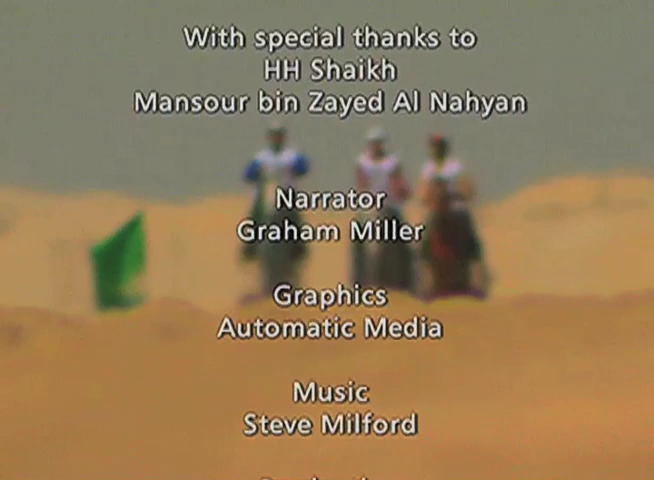 With special thanks to
HH Shaikh
Mansour bin Zayed Al Nahyan
Narrator
Graham Miller
Graphics
Automatic Media
Music
Steve Milford